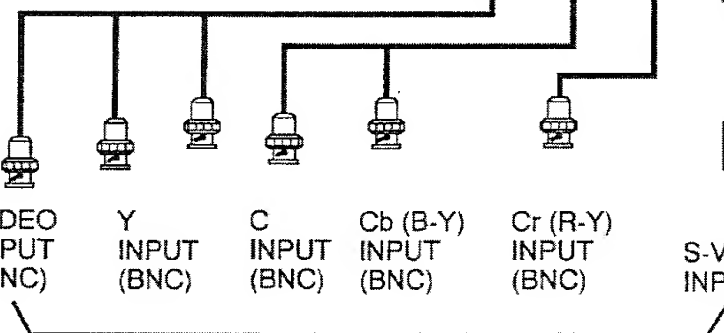 DEO Y C Cb (B-Y) Cr (R-Y)
PUT INPUT INPUT INPUT INPUT S-V
NC) (BNC) (BNC) (BNC) (BNC) INP